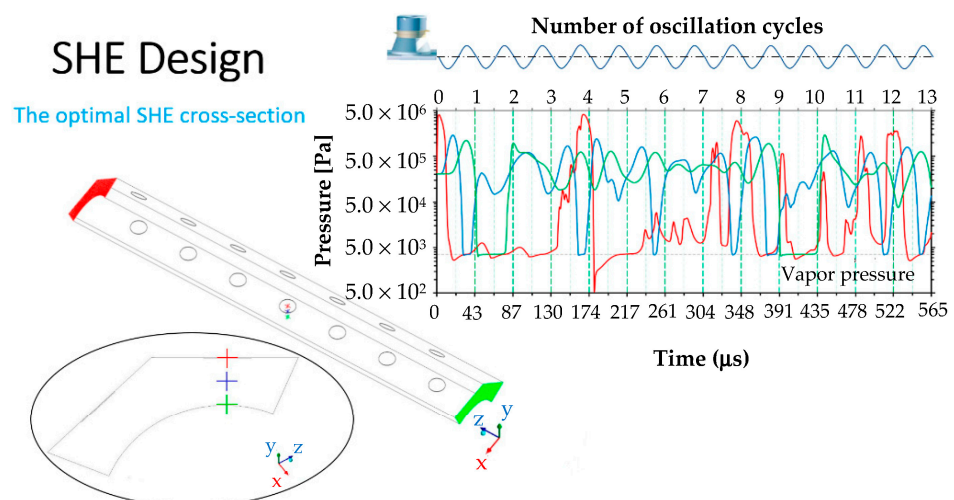 SHE Design
The optimal SHE cross-section
Number of oscillation cycles
0 1 2 3 4 5 6 7 8 9 10 11 12 13
Pressure [Pa]
5.0 × 10⁶
5.0 × 10⁵
5.0 × 10⁴
5.0 × 10³
5.0 × 10²
Vapor pressure
0 43 87 130 174 217 261 304 348 391 435 478 522 565
Time (μs)
y
z
x
y
z
x